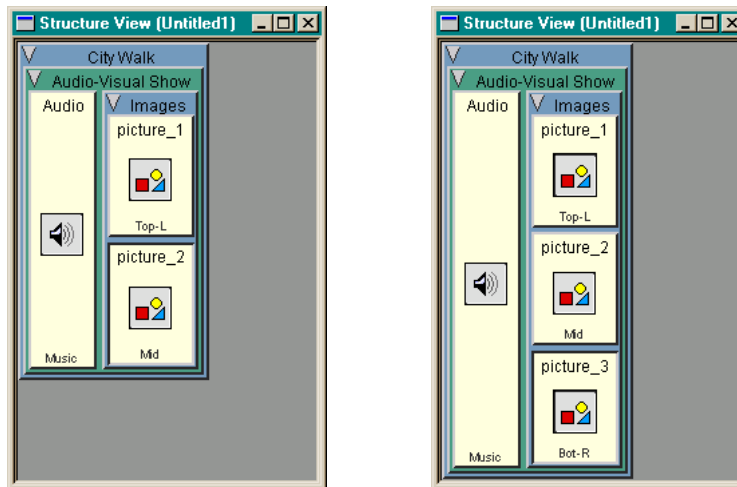 Structure View (Untitled1)
City Walk
Audio-Visual Show
Audio
Images
picture_1
Top-L
picture_2
Music
Mid
Structure View (Untitled1)
City Walk
Audio-Visual Show
Audio
Images
picture_1
Top-L
picture_2
Mid
picture_3
Music
Bot-R